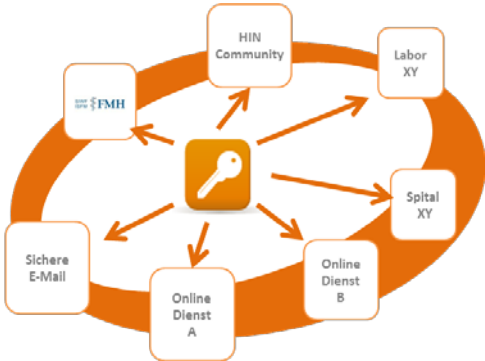 HIN
Community
Labor
XY
FMH
Spital
XY
Sichere
E-Mail
Online
Dienst
B
Online
Dienst
A